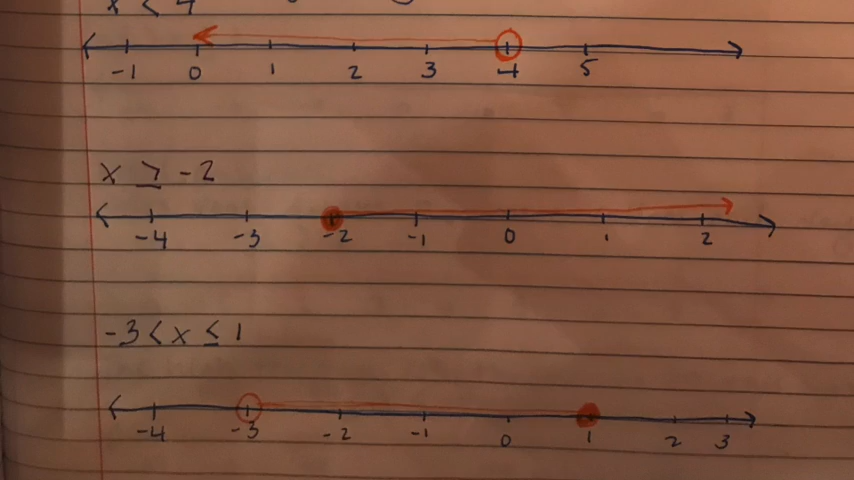 x < 4
-1 0 1 2 3 4 5
x ≥ -2
-4 -3 -2 -1 0 1 2
-3 < x ≤ 1
-4 -3 -2 -1 0 1 2 3